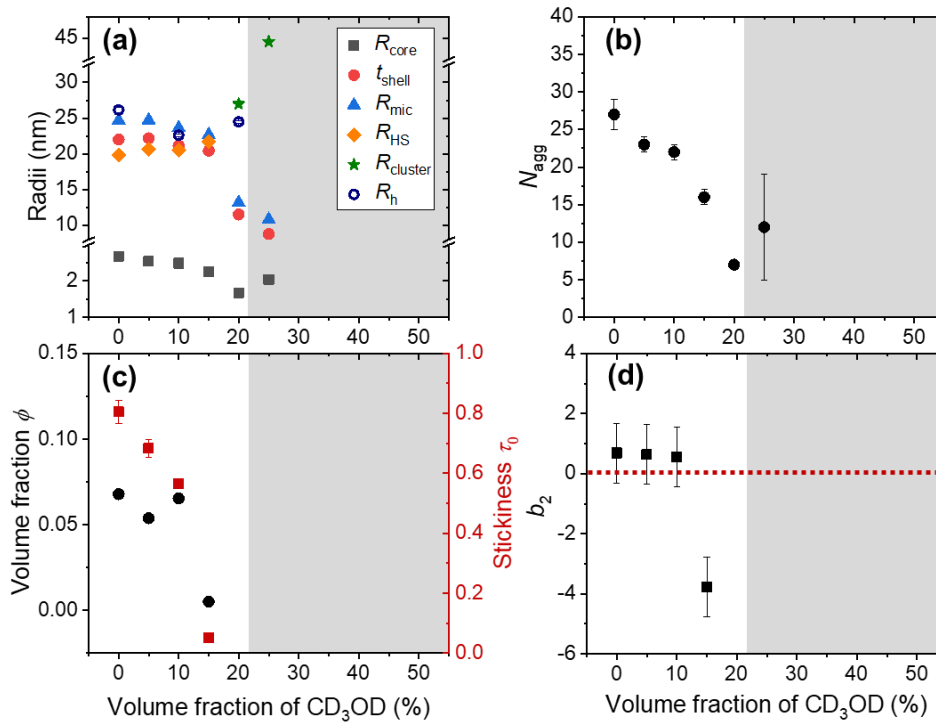 (a)
45
30
25
20
15
10
2
1
Radii (nm)
R_core
t_shell
R_mic
R_HS
R_cluster
R_h
0 10 20 30 40 50
(b)
40
35
30
25
20
15
10
5
0
N_agg
0 10 20 30 40 50
(c)
0.15
0.10
0.05
0.00
Volume fraction ϕ
1.0
0.8
0.6
0.4
0.2
0.0
Stickiness τ₀
0 10 20 30 40 50
Volume fraction of CD₃OD (%)
(d)
4
2
0
-2
-4
-6
b₂
0 10 20 30 40 50
Volume fraction of CD₃OD (%)